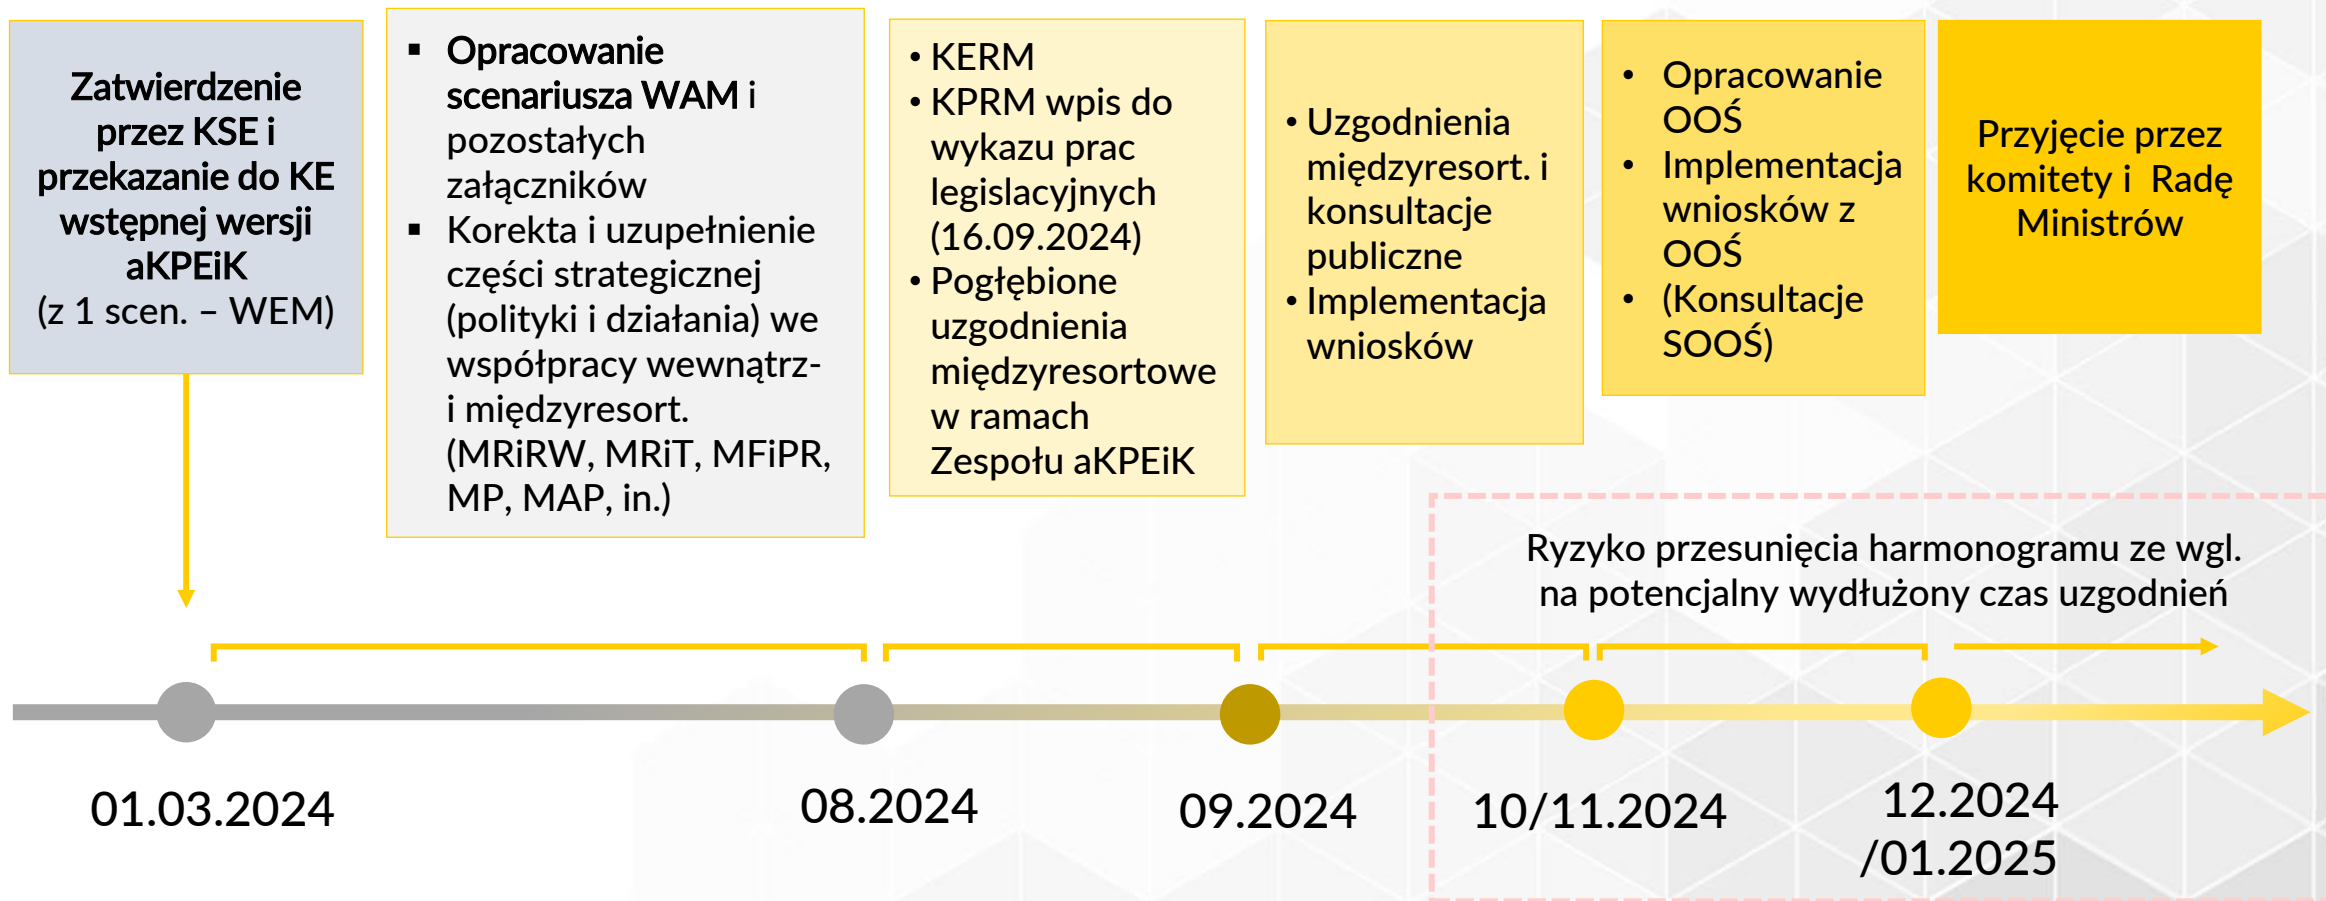 Zatwierdzenie
przez KSE i
przekazanie do KE
wstępnej wersji
aKPEiK
(z 1 scen. – WEM)
▪ Opracowanie
scenariusza WAM i
pozostałych
załączników
▪ Korekta i uzupełnienie
części strategicznej
(polityki i działania) we
współpracy wewnątrz-
i międzyresort.
(MRiRW, MRiT, MFiPR,
MP, MAP, in.)
• KERM
• KPRM wpis do
wykazu prac
legislacyjnych
(16.09.2024)
• Pogłębione
uzgodnienia
międzyresortowe
w ramach
Zespołu aKPEiK
• Uzgodnienia
międzyresort. i
konsultacje
publiczne
• Implementacja
wniosków
• Opracowanie
OOŚ
• Implementacja
wniosków z
OOŚ
• (Konsultacje
SOOŚ)
Przyjęcie przez
komitety i Radę
Ministrów
Ryzyko przesunięcia harmonogramu ze wgl.
na potencjalny wydłużony czas uzgodnień
01.03.2024
08.2024
09.2024
10/11.2024
12.2024
/01.2025